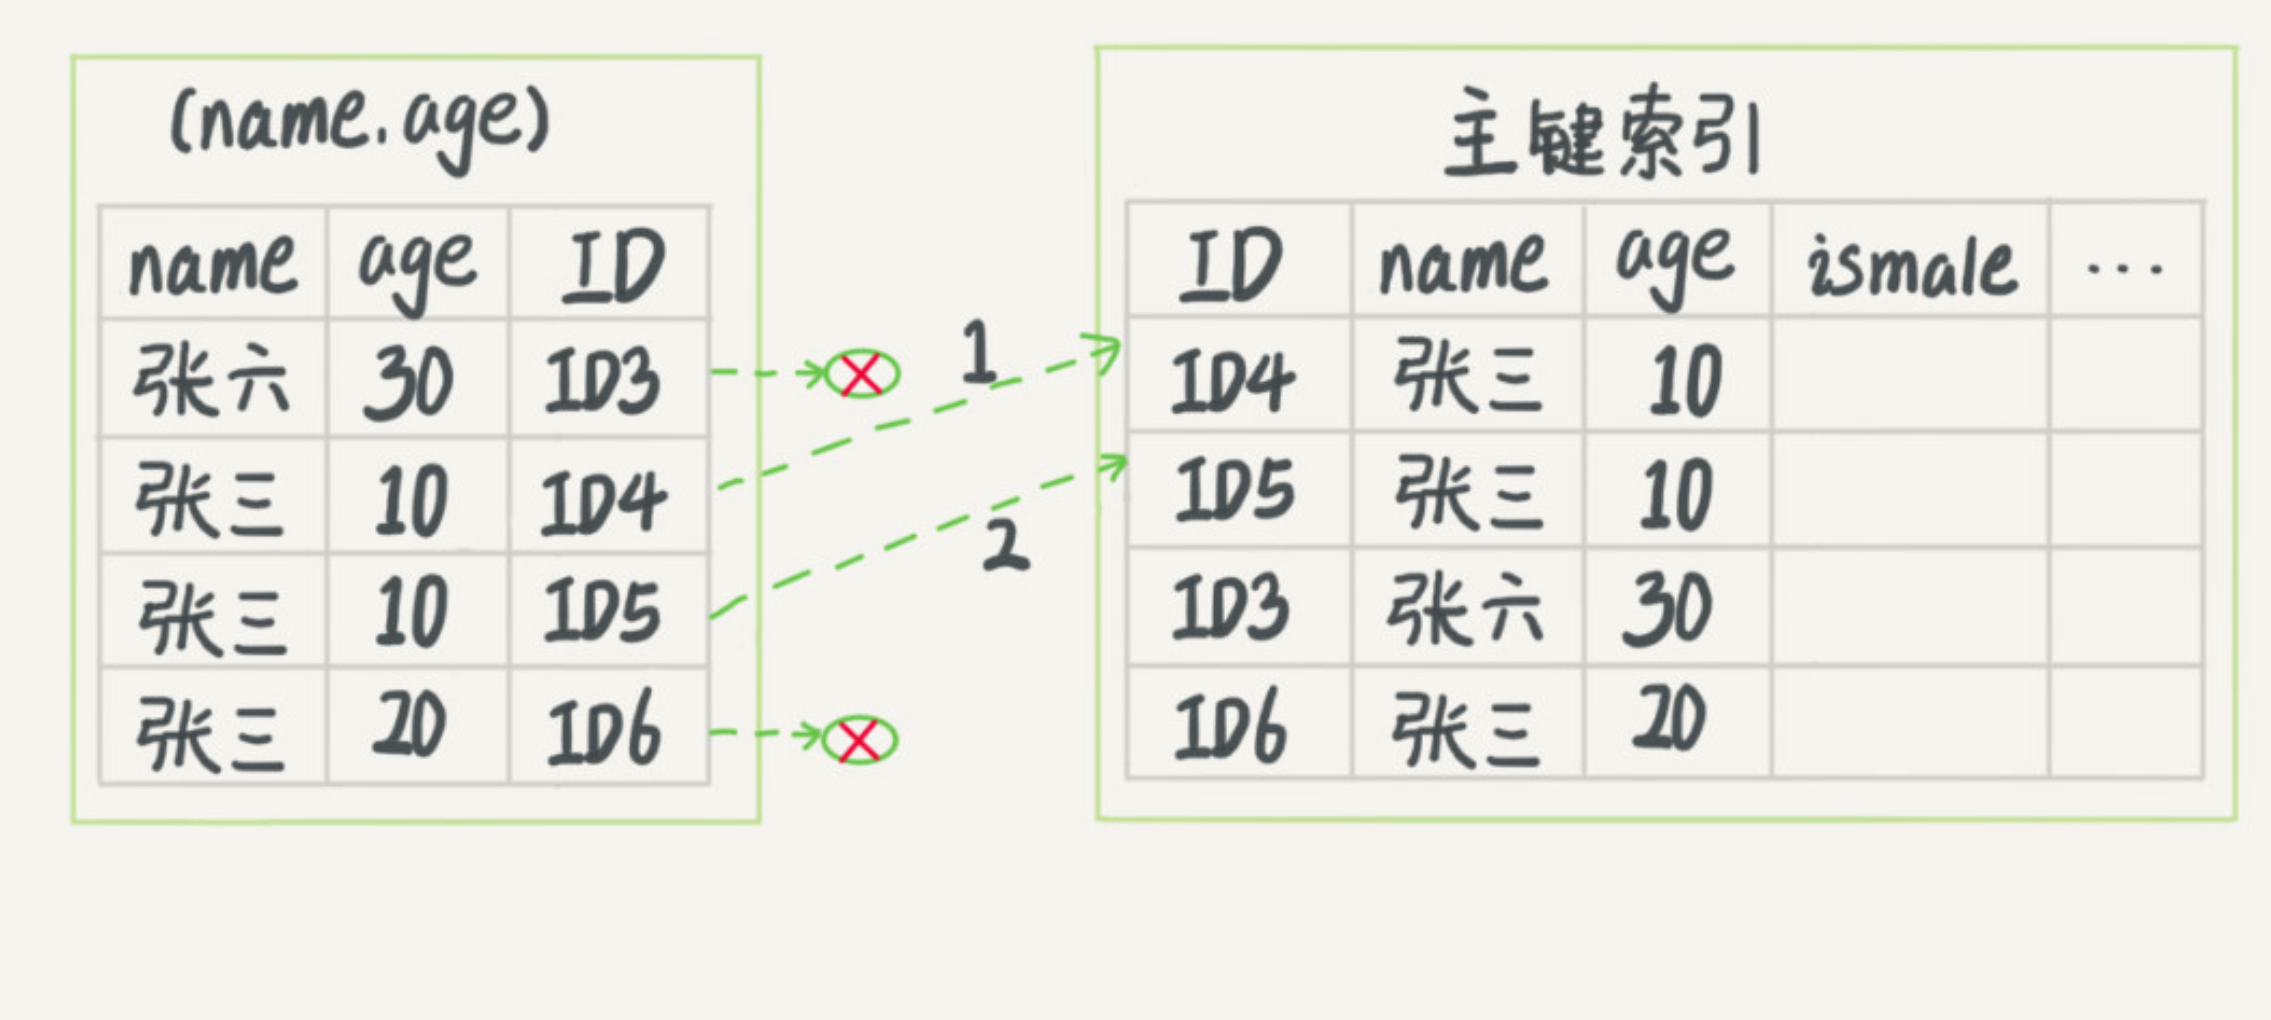 (name.age)
name age ID
张六 30 ID3
张三 10 ID4
张三 10 ID5
张三 20 ID6
1
2
主键索引
ID name age ismale ...
ID4 张三 10
ID5 张三 10
ID3 张六 30
ID6 张三 20